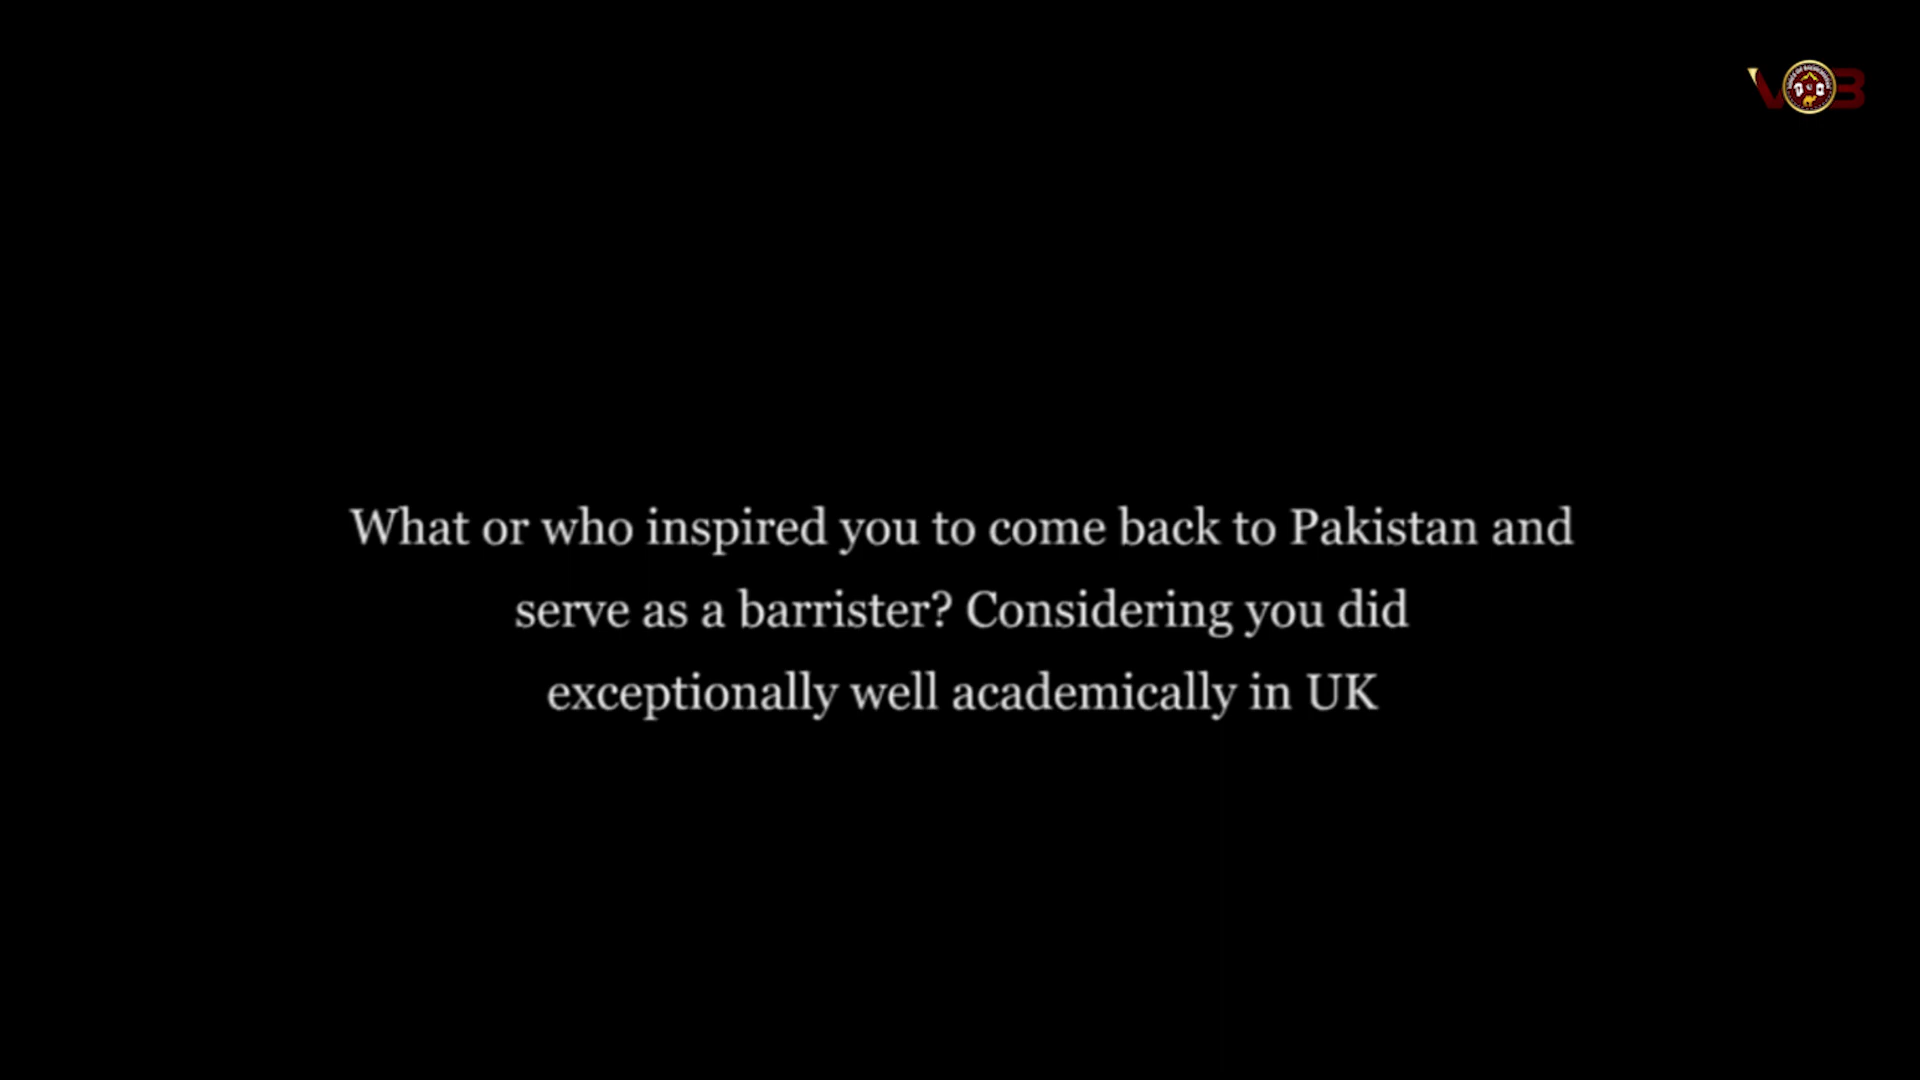 VOB
What or who inspired you to come back to Pakistan and
serve as a barrister? Considering you did
exceptionally well academically in UK